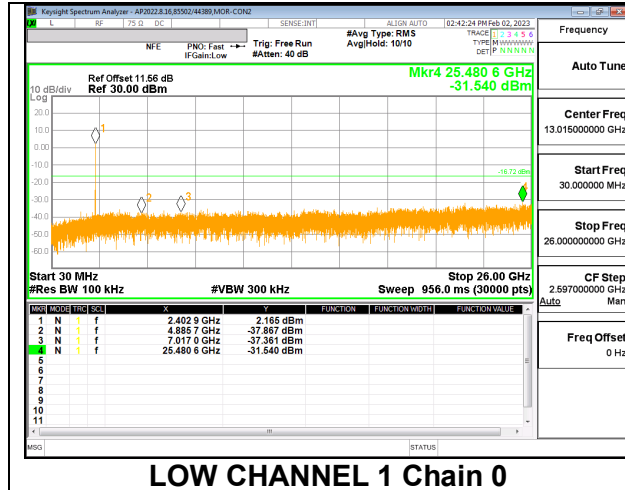 Keysight Spectrum Analyzer - AP2022.8.16,85502/44389,MOR-CON2
L RF 75 Ω DC SENSE:INT ALIGN AUTO 02:42:24 PM Feb 02, 2023
NFE PNO: Fast Trig: Free Run #Avg Type: RMS TRACE 1 2 3 4 5 6
IFGain:Low #Atten: 40 dB Avg|Hold: 10/10 TYPE M W W W W W
DET P N N N N N
Frequency
Auto Tune
Center Freq
13.015000000 GHz
Start Freq
30.000000 MHz
Stop Freq
26.000000000 GHz
CF Step
2.597000000 GHz
Auto Man
Freq Offset
0 Hz
Ref Offset 11.56 dB
10 dB/div Ref 30.00 dBm
Log
Mkr4 25.480 6 GHz
-31.540 dBm
20.0
10.0
0.00
-10.0
-20.0
-30.0
-40.0
-50.0
-60.0
1
2
3
4
-16.72 dBm
Start 30 MHz Stop 26.00 GHz
#Res BW 100 kHz #VBW 300 kHz Sweep 956.0 ms (30000 pts)
MKR MODE TRC SCL X Y FUNCTION FUNCTION WIDTH FUNCTION VALUE
1 N 1 f 2.402 9 GHz 2.165 dBm
2 N 1 f 4.885 7 GHz -37.867 dBm
3 N 1 f 7.017 0 GHz -37.361 dBm
4 N 1 f 25.480 6 GHz -31.540 dBm
5
6
7
8
9
10
11
MSG STATUS
LOW CHANNEL 1 Chain 0